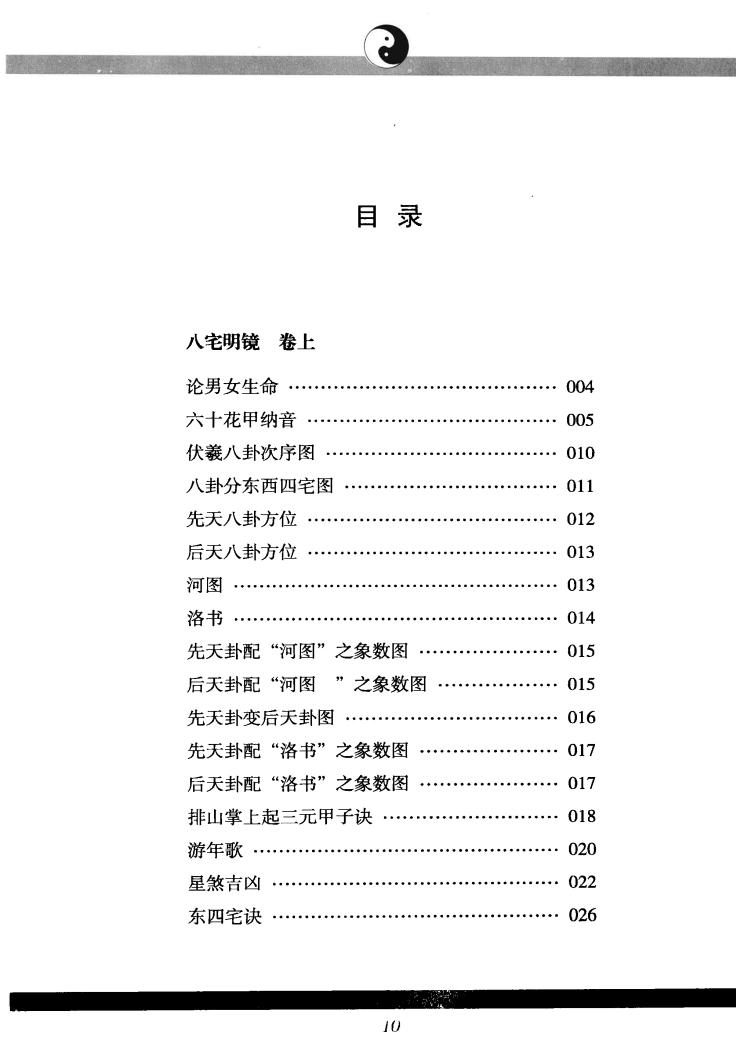 目 录
八宅明镜 卷上
论男女生命 ………………………………………… 004
六十花甲纳音 ……………………………………… 005
伏羲八卦次序图 …………………………………… 010
八卦分东西四宅图 ………………………………… 011
先天八卦方位 ……………………………………… 012
后天八卦方位 ……………………………………… 013
河图 ………………………………………………… 013
洛书 ………………………………………………… 014
先天卦配“河图”之象数图 ……………………… 015
后天卦配“河图 ”之象数图 …………………… 015
先天卦变后天卦图 ………………………………… 016
先天卦配“洛书”之象数图 ……………………… 017
后天卦配“洛书”之象数图 ……………………… 017
排山掌上起三元甲子诀 …………………………… 018
游年歌 ……………………………………………… 020
星煞吉凶 …………………………………………… 022
东四宅诀 …………………………………………… 026
10